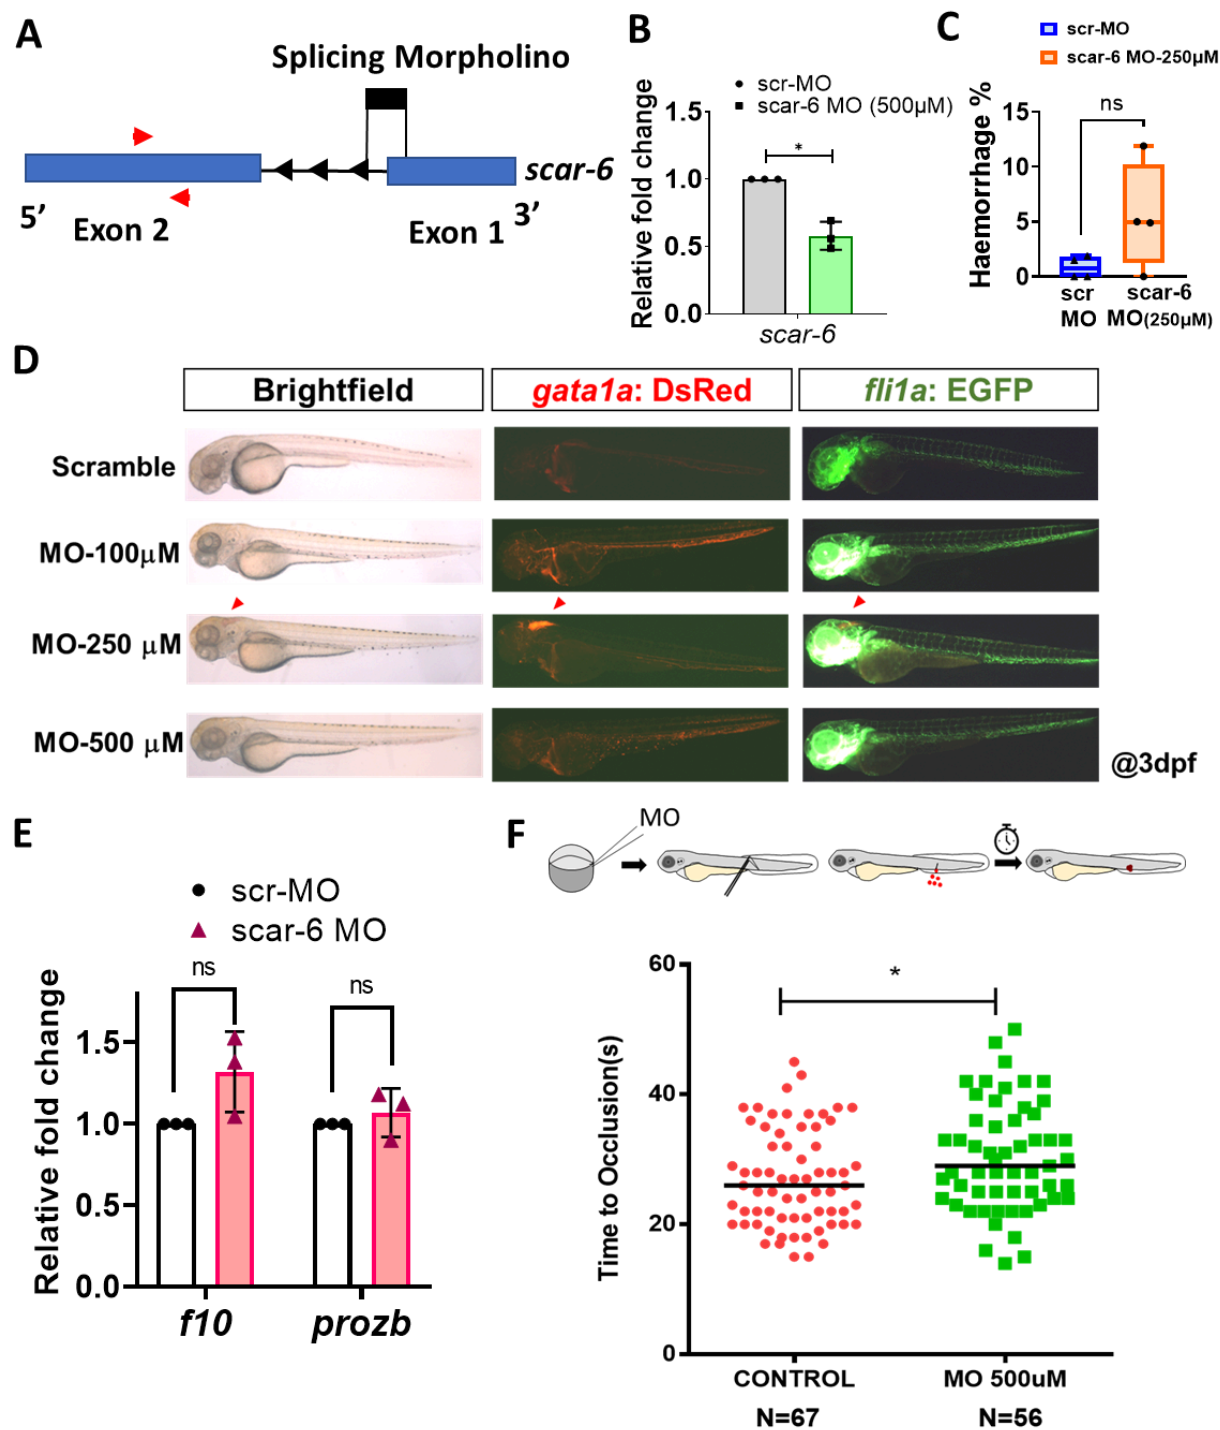 A
Splicing Morpholino
scar-6
5’
Exon 2
Exon 1
3’
B
scr-MO
scar-6 MO (500µM)
Relative fold change
1.5
1.0
0.5
0.0
*
scar-6
C
scr-MO
scar-6 MO-250µM
Haemorrhage %
15
10
5
0
ns
scr
MO
scar-6
MO(250µM)
D
Brightfield
gata1a: DsRed
fli1a: EGFP
Scramble
MO-100µM
MO-250 µM
MO-500 µM
@3dpf
E
scr-MO
scar-6 MO
Relative fold change
1.5
1.0
0.5
0.0
ns
ns
f10
prozb
F
MO
Time to Occlusion(s)
60
40
20
0
*
CONTROL
MO 500uM
N=67
N=56